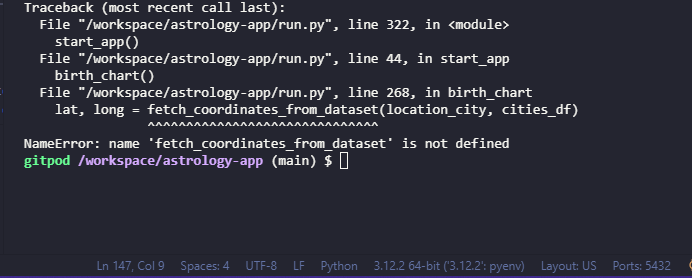 Traceback (most recent call last):
  File "/workspace/astrology-app/run.py", line 322, in <module>
    start_app()
  File "/workspace/astrology-app/run.py", line 44, in start_app
    birth_chart()
  File "/workspace/astrology-app/run.py", line 268, in birth_chart
    lat, long = fetch_coordinates_from_dataset(location_city, cities_df)
                ^^^^^^^^^^^^^^^^^^^^^^^^^^^^^^
NameError: name 'fetch_coordinates_from_dataset' is not defined
gitpod /workspace/astrology-app (main) $
Ln 147, Col 9 Spaces: 4 UTF-8 LF Python 3.12.2 64-bit ('3.12.2': pyenv) Layout: US Ports: 5432